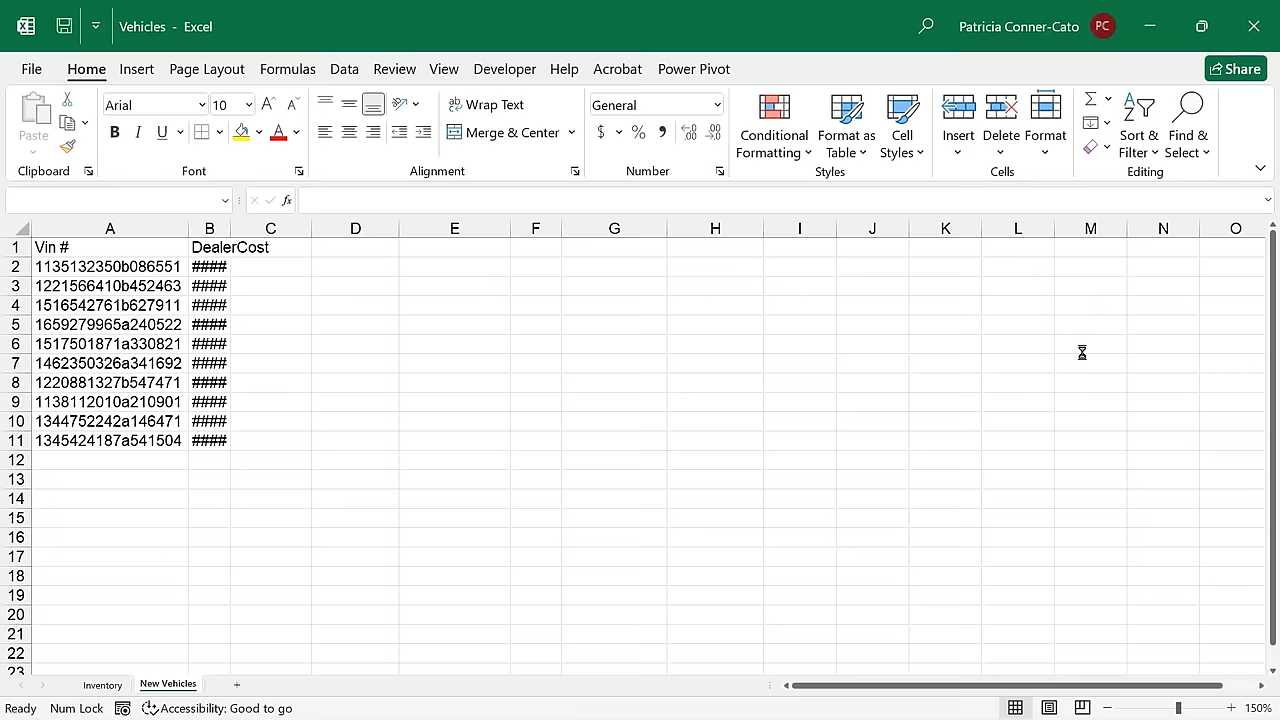 Vehicles - Excel
Patricia Conner-Cato PC
File Home Insert Page Layout Formulas Data Review View Developer Help Acrobat Power Pivot Share
Paste
Clipboard
Arial 10 A A
B I U A
Font
ab Wrap Text
Merge & Center
Alignment
General
$ % 9
Number
Conditional Formatting
Format as Table
Cell Styles
Styles
Insert Delete Format
Cells
Sort & Filter
Find & Select
Editing
fx
A B C D E F G H I J K L M N O
1 Vin # DealerCost
2 1135132350b086551 ####
3 1221566410b452463 ####
4 1516542761b627911 ####
5 1659279965a240522 ####
6 1517501871a330821 ####
7 1462350326a341692 ####
8 1220881327b547471 ####
9 1138112010a210901 ####
10 1344752242a146471 ####
11 1345424187a541504 ####
12
13
14
15
16
17
18
19
20
21
22
23
Inventory New Vehicles +
Ready Num Lock Accessibility: Good to go 150%